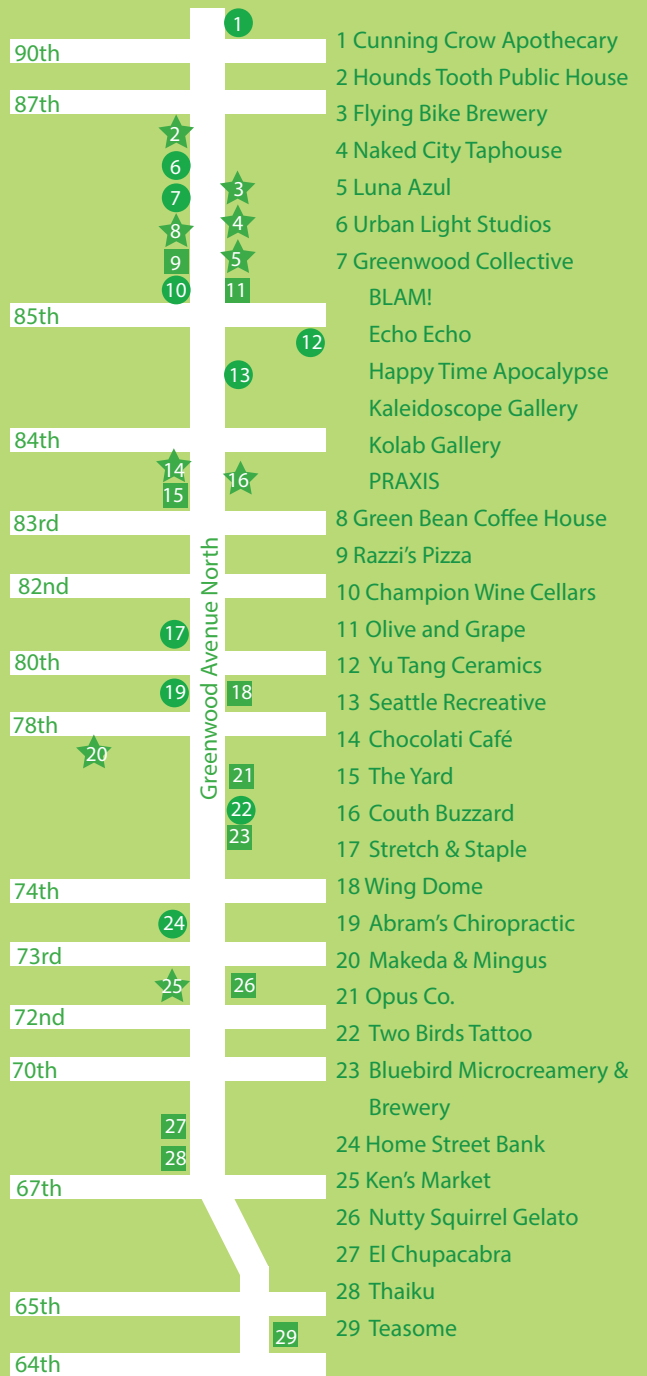 1
90th
87th
2
6
3
7
4
8
5
9
10
11
85th
12
13
84th
14
16
15
83rd
82nd
Greenwood Avenue North
17
80th
19
18
78th
20
21
22
23
74th
24
73rd
25
26
72nd
70th
27
28
67th
65th
29
64th
1 Cunning Crow Apothecary
2 Hounds Tooth Public House
3 Flying Bike Brewery
4 Naked City Taphouse
5 Luna Azul
6 Urban Light Studios
7 Greenwood Collective
BLAM!
Echo Echo
Happy Time Apocalypse
Kaleidoscope Gallery
Kolab Gallery
PRAXIS
8 Green Bean Coffee House
9 Razzi's Pizza
10 Champion Wine Cellars
11 Olive and Grape
12 Yu Tang Ceramics
13 Seattle Recreative
14 Chocolati Café
15 The Yard
16 Couth Buzzard
17 Stretch & Staple
18 Wing Dome
19 Abram's Chiropractic
20 Makeda & Mingus
21 Opus Co.
22 Two Birds Tattoo
23 Bluebird Microcreamery &
Brewery
24 Home Street Bank
25 Ken's Market
26 Nutty Squirrel Gelato
27 El Chupacabra
28 Thaiku
29 Teasome